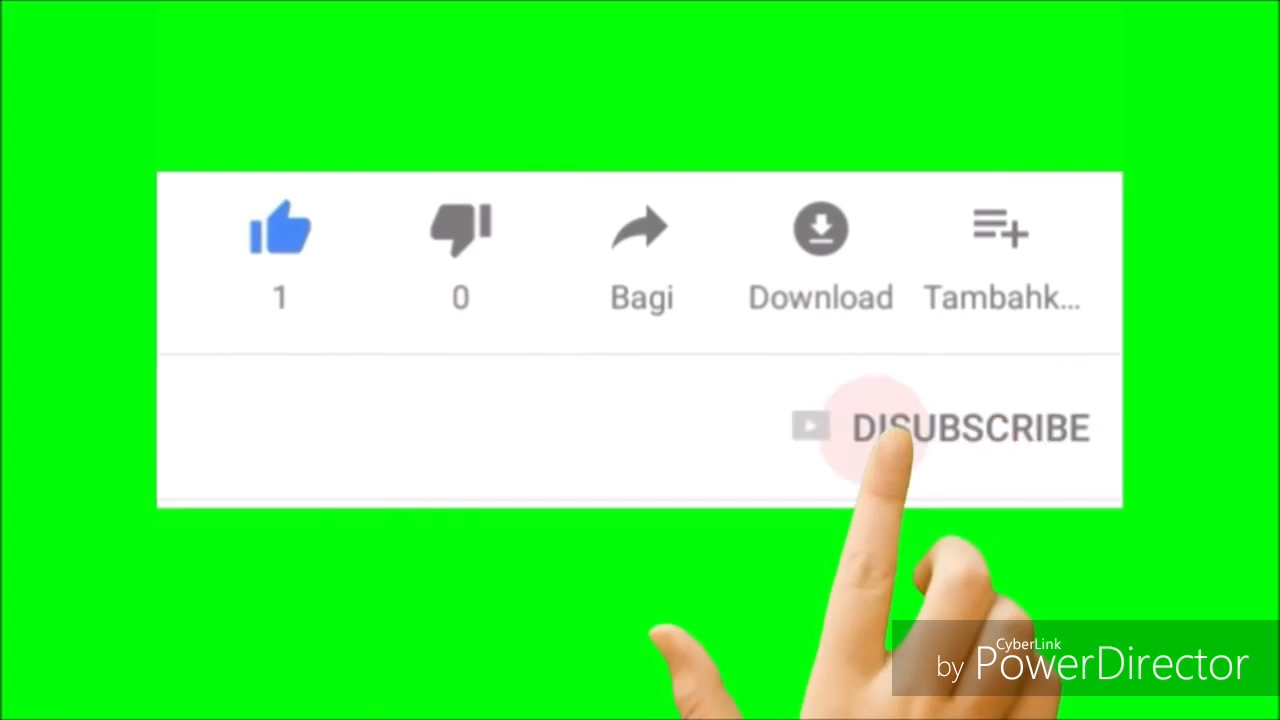 1
0
Bagi
Download
Tambahk...
DISUBSCRIBE
CyberLink
by PowerDirector